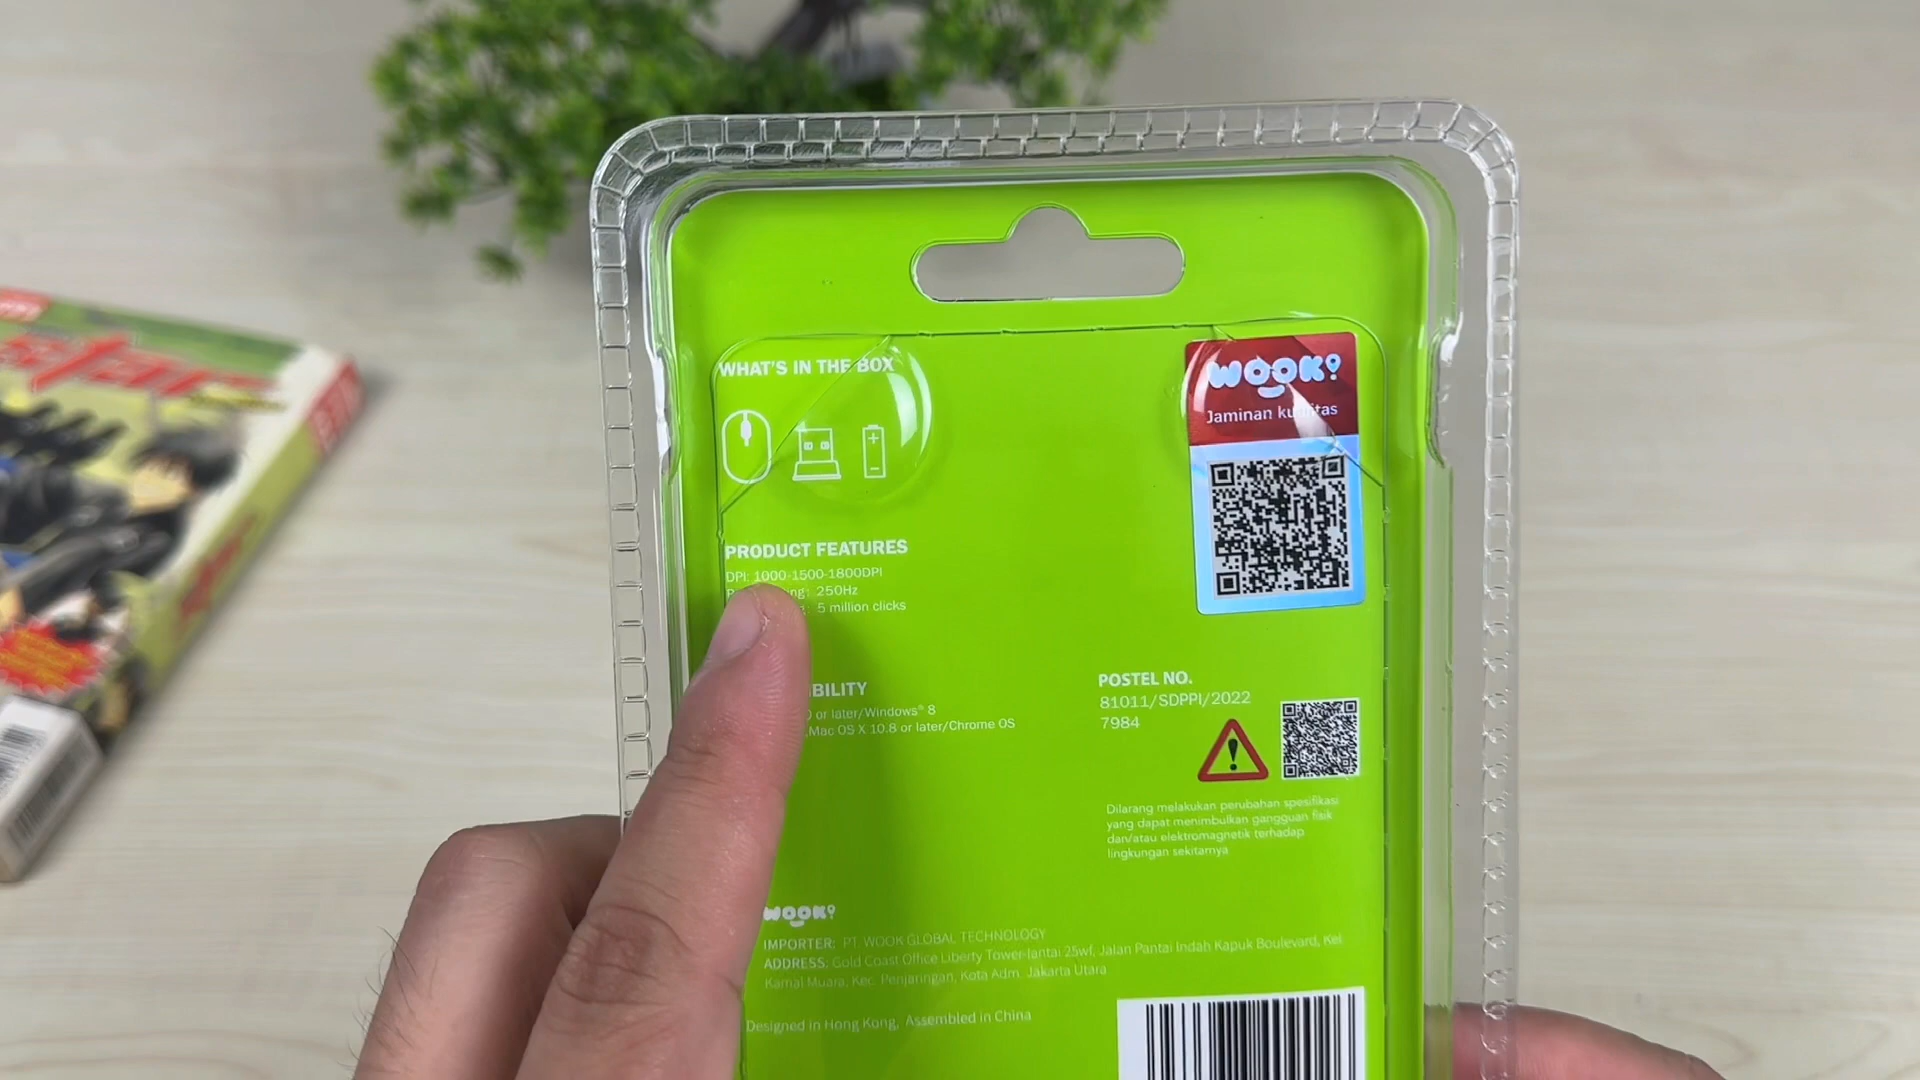 WHAT'S IN THE BOX
WOOK!
Jaminan kualitas
PRODUCT FEATURES
DPI: 1000-1500-1800DPI
250Hz
5 million clicks
or later/Windows® 8
,Mac OS X 10.8 or later/Chrome OS
POSTEL NO.
81011/SDPPI/2022
7984
Dilarang melakukan perubahan spesifikasi
yang dapat menimbulkan gangguan fisik
dan/atau elektromagnetik terhadap
lingkungan sekitarnya
WOOK!
IMPORTER: PT. WOOK GLOBAL TECHNOLOGY
ADDRESS: Gold Coast Office Liberty Tower-lantai 25wf, Jalan Pantai Indah Kapuk Boulevard, Kel.
Kamal Muara, Kec. Penjaringan, Kota Adm. Jakarta Utara
Designed in Hong Kong, Assembled in China